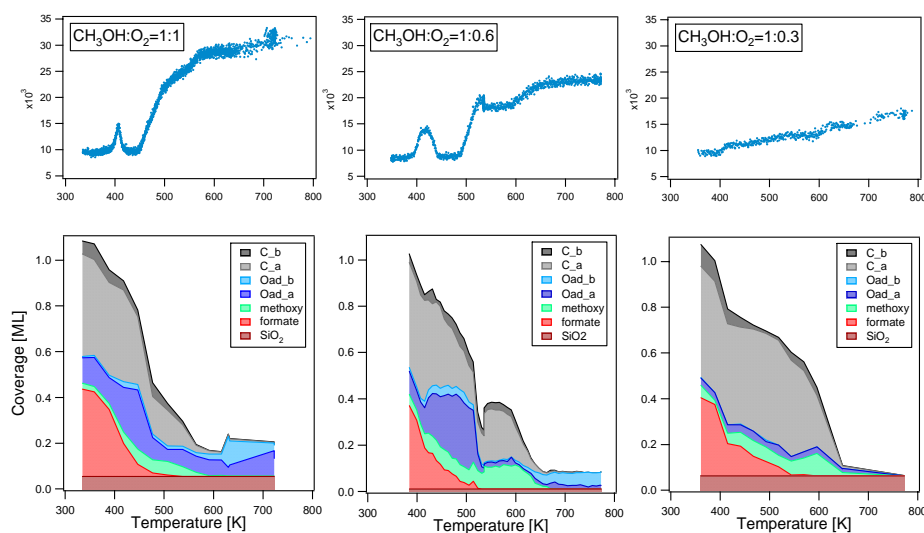 CH₃OH:O₂=1:1
35
30
25
20
15
10
5
x10³
300 400 500 600 700 800
CH₃OH:O₂=1:0.6
35
30
25
20
15
10
5
x10³
300 400 500 600 700 800
CH₃OH:O₂=1:0.3
35
30
25
20
15
10
5
x10³
300 400 500 600 700 800
Coverage [ML]
1.0
0.8
0.6
0.4
0.2
0.0
C_b
C_a
Oad_b
Oad_a
methoxy
formate
SiO₂
300 400 500 600 700 800
Temperature [K]
1.0
0.8
0.6
0.4
0.2
0.0
C_b
C_a
Oad_b
Oad_a
methoxy
formate
SiO2
300 400 500 600 700 800
Temperature [K]
1.0
0.8
0.6
0.4
0.2
0.0
C_b
C_a
Oad_b
Oad_a
methoxy
formate
SiO₂
300 400 500 600 700 800
Temperature [K]